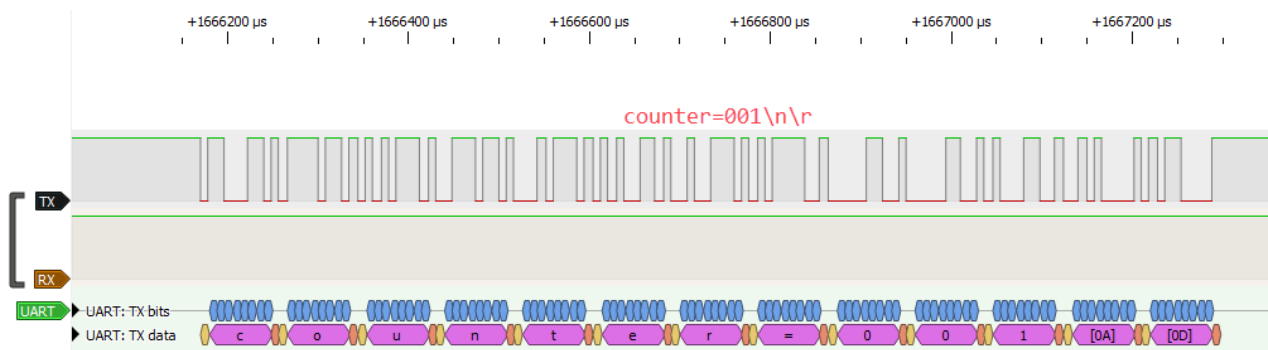 +1666200 µs +1666400 µs +1666600 µs +1666800 µs +1667000 µs +1667200 µs
counter=001\n\r
TX
RX
UART UART: TX bits
UART: TX data c o u n t e r = 0 0 1 [0A] [0D]